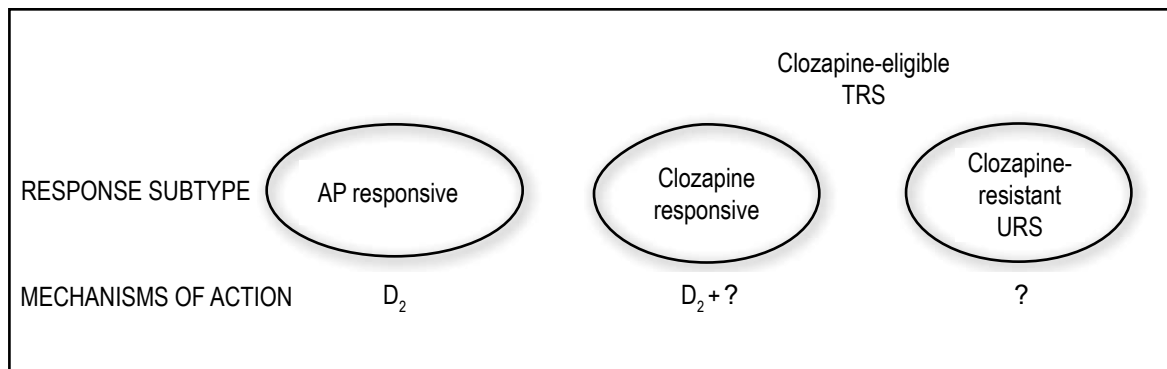 Clozapine-eligible
TRS
RESPONSE SUBTYPE
AP responsive
Clozapine
responsive
Clozapine-
resistant
URS
MECHANISMS OF ACTION
D₂
D₂ + ?
?